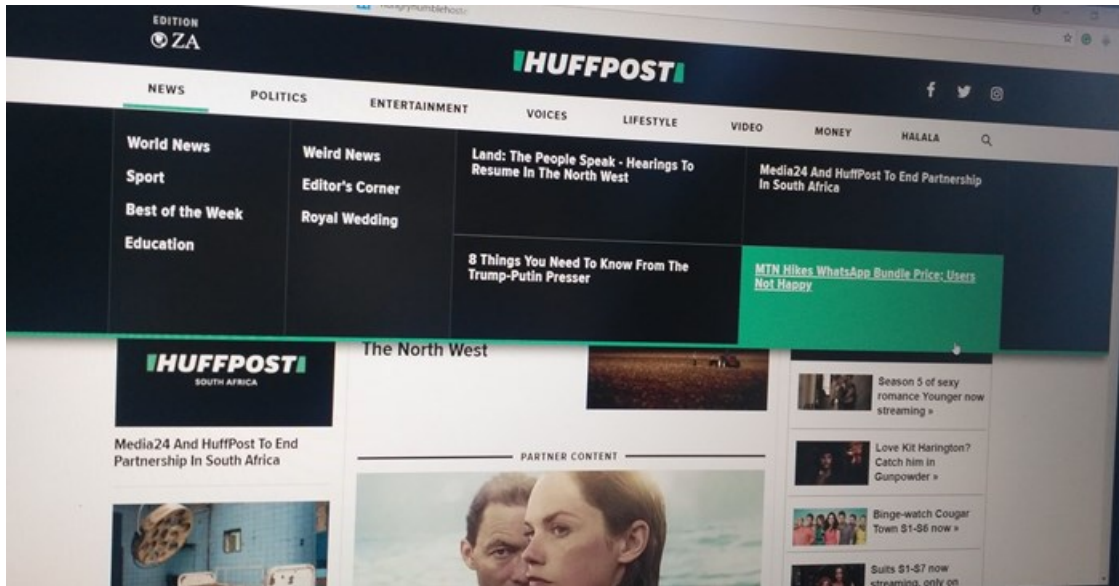 EDITION
ZA
HUFFPOST
NEWS
POLITICS
ENTERTAINMENT
VOICES
LIFESTYLE
VIDEO
MONEY
HALALA
World News
Sport
Best of the Week
Education
Weird News
Editor's Corner
Royal Wedding
Land: The People Speak - Hearings To
Resume In The North West
Media24 And HuffPost To End Partnership
In South Africa
8 Things You Need To Know From The
Trump-Putin Presser
MTN Hikes WhatsApp Bundle Price; Users
Not Happy
HUFFPOST
SOUTH AFRICA
Media24 And HuffPost To End
Partnership In South Africa
The North West
PARTNER CONTENT
Season 5 of sexy
romance Younger now
streaming »
Love Kit Harington?
Catch him in
Gunpowder »
Binge-watch Cougar
Town S1-S6 now »
Suits S1-S7 now
streaming, only on